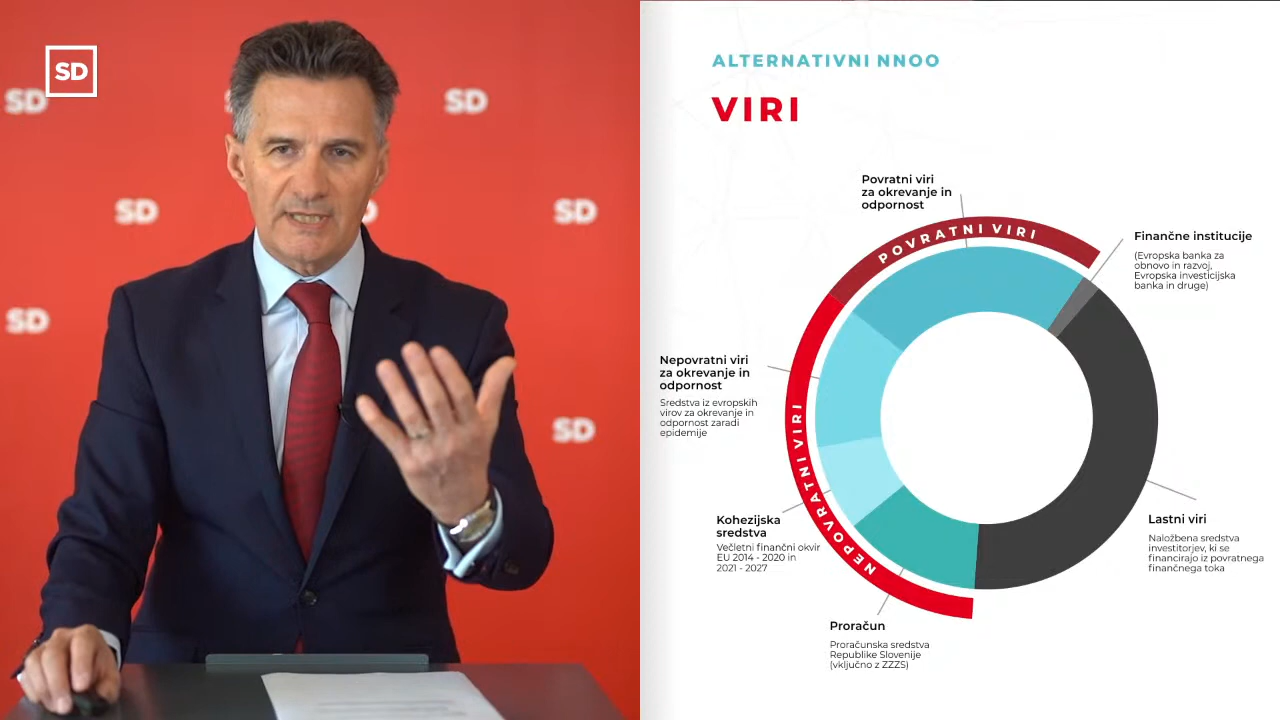 SD
SD
SD
SD
SD
SD
SD
ALTERNATIVNI NNOO
VIRI
Povratni viri
za okrevanje in
odpornost
POVRATNI VIRI
Finančne institucije
(Evropska banka za
obnovo in razvoj,
Evropska investicijska
banka in druge)
Nepovratni viri
za okrevanje in
odpornost
Sredstva iz evropskih
virov za okrevanje in
odpornost zaradi
epidemije
NEPOVRATNI VIRI
Kohezijska
sredstva
Večletni finančni okvir
EU 2014 - 2020 in
2021 - 2027
Lastni viri
Naložbena sredstva
investitorjev, ki se
financirajo iz povratnega
finančnega toka
Proračun
Proračunska sredstva
Republike Slovenije
(vključno z ZZZS)